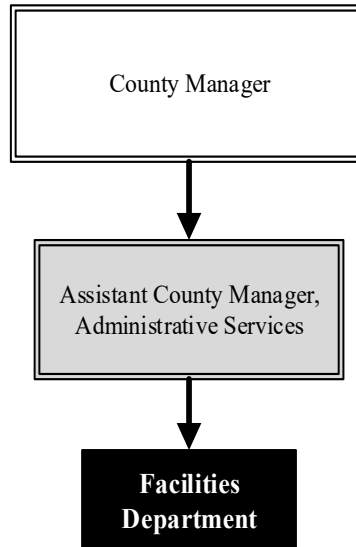 County Manager
Assistant County Manager,
Administrative Services
Facilities
Department